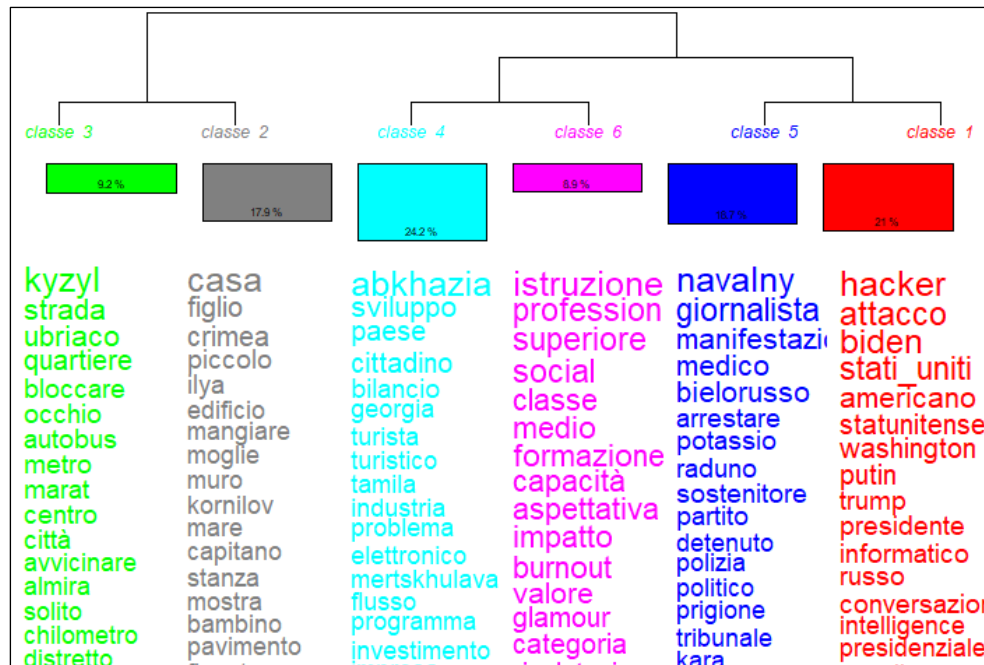 classe 3
classe 2
classe 4
classe 6
classe 5
classe 1
9.2 %
17.9 %
24.2 %
8.9 %
18.7 %
21 %
kyzyl
strada
ubriaco
quartiere
bloccare
occhio
autobus
metro
marat
centro
città
avvicinare
almira
solito
chilometro
distretto
casa
figlio
crimea
piccolo
ilya
edificio
mangiare
moglie
muro
kornilov
mare
capitano
stanza
mostra
bambino
pavimento
abkhazia
sviluppo
paese
cittadino
bilancio
georgia
turista
turistico
tamila
industria
problema
elettronico
mertskhulava
flusso
programma
investimento
istruzione
profession
superiore
social
classe
medio
formazione
capacità
aspettativa
impatto
burnout
valore
glamour
categoria
navalny
giornalista
manifestazi
medico
bielorusso
arrestare
potassio
raduno
sostenitore
partito
detenuto
polizia
politico
prigione
tribunale
kara
hacker
attacco
biden
stati_uniti
americano
statunitense
washington
putin
trump
presidente
informatico
russo
conversazion
intelligence
presidenziale